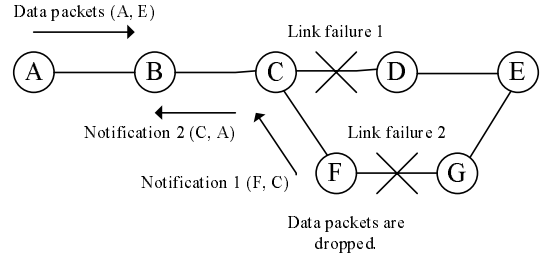 Data packets (A, E)
Link failure 1
A
B
C
D
E
Notification 2 (C, A)
Link failure 2
Notification 1 (F, C)
F
G
Data packets are
dropped.